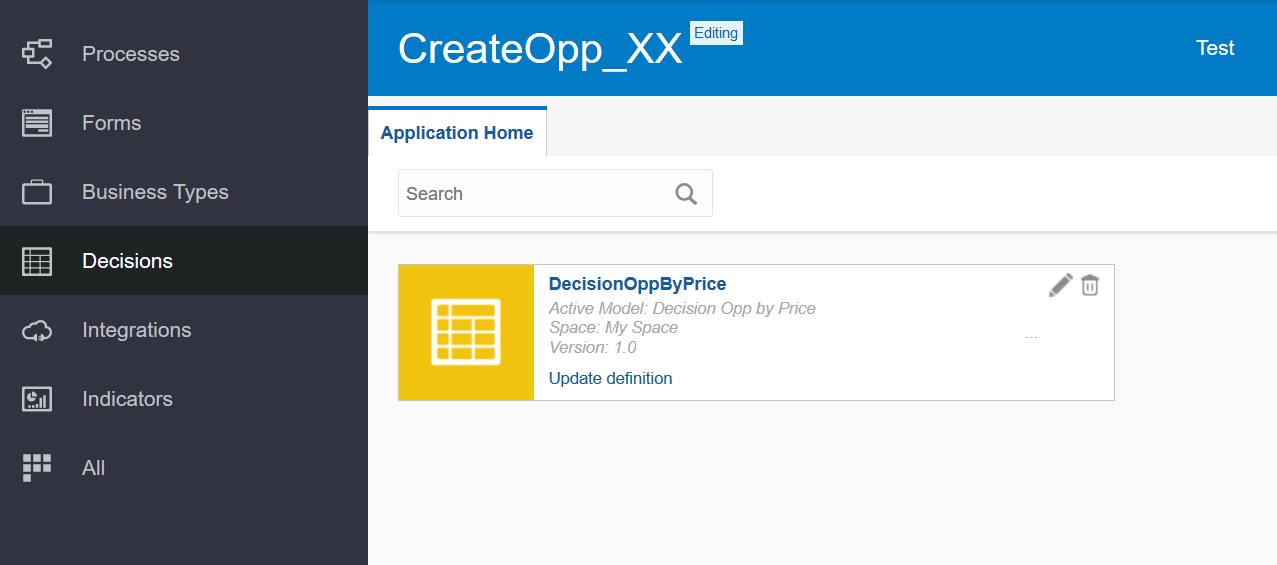 Processes
Forms
Business Types
Decisions
Integrations
Indicators
All
CreateOpp_XX
Editing
Test
Application Home
Search
DecisionOppByPrice
Active Model: Decision Opp by Price
Space: My Space
Version: 1.0
...
Update definition